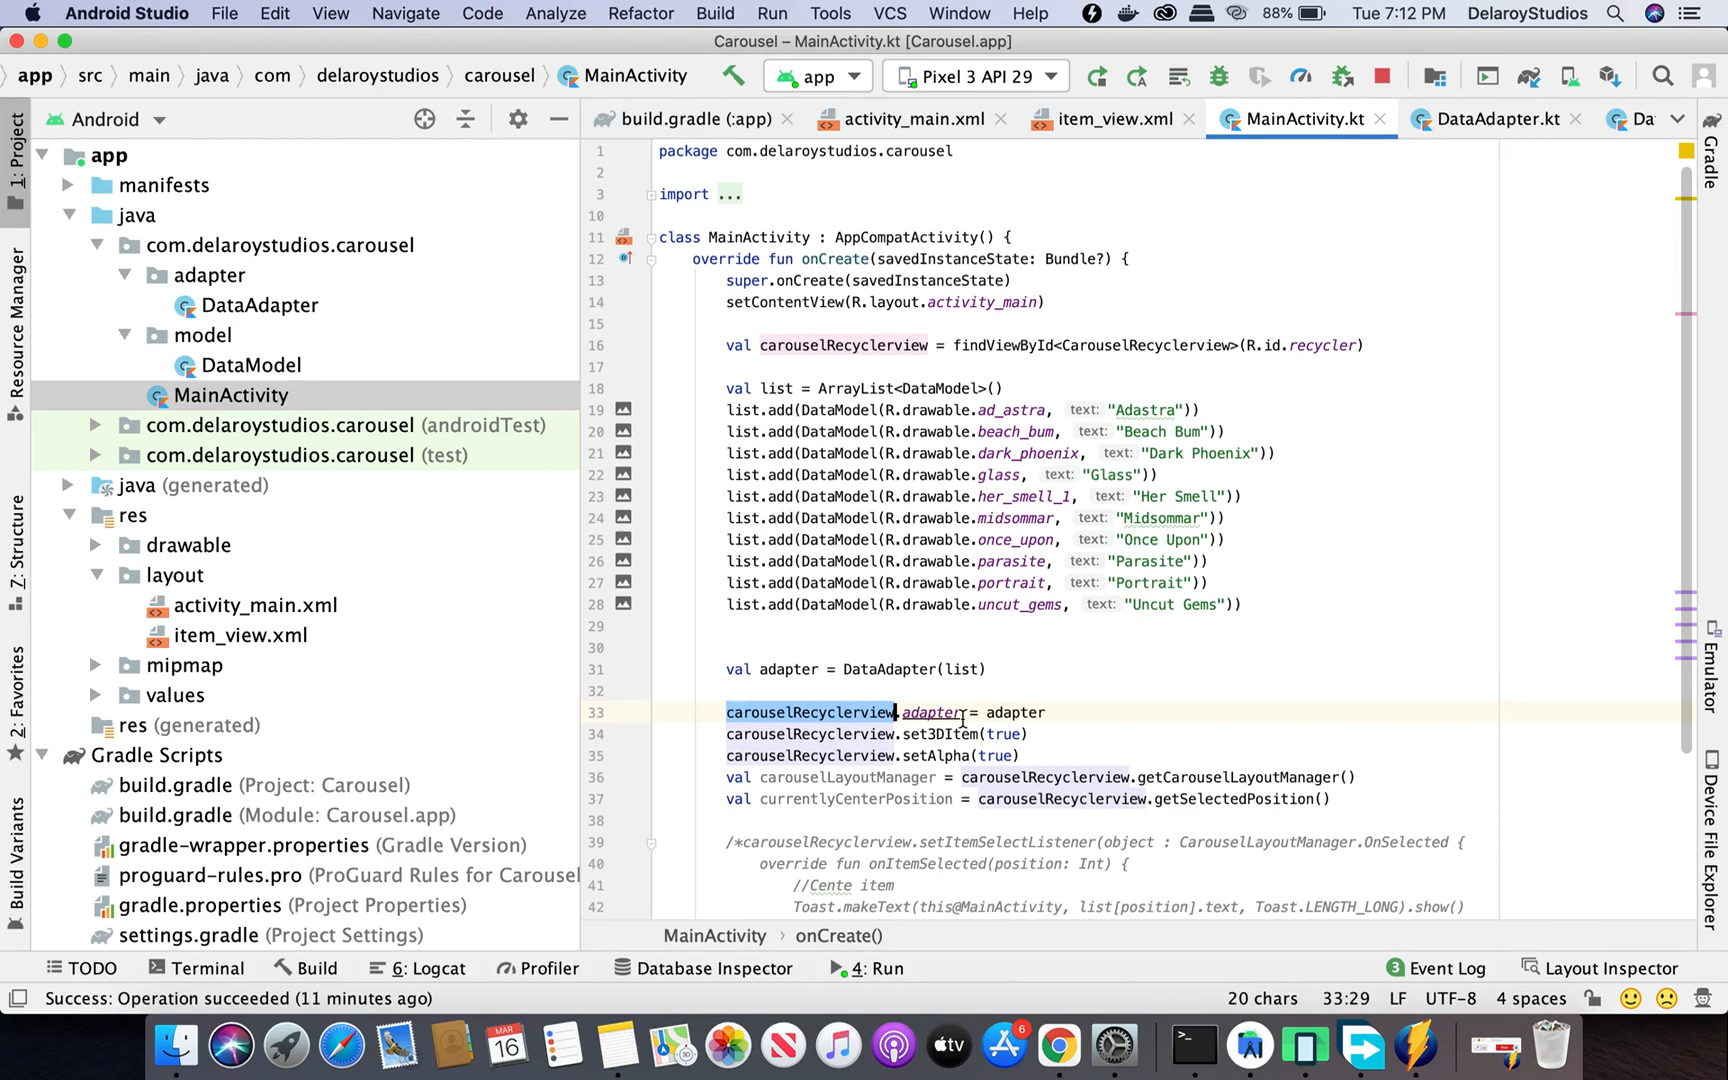 Android Studio File Edit View Navigate Code Analyze Refactor Build Run Tools VCS Window Help 88% Tue 7:12 PM DelaroyStudios
Carousel – MainActivity.kt [Carousel.app]
app src main java com delaroystudios carousel MainActivity app Pixel 3 API 29
Android build.gradle (:app) activity_main.xml item_view.xml MainActivity.kt DataAdapter.kt Da
1: Project
Resource Manager
Z: Structure
2: Favorites
Build Variants
app
manifests
java
com.delaroystudios.carousel
adapter
DataAdapter
model
DataModel
MainActivity
com.delaroystudios.carousel (androidTest)
com.delaroystudios.carousel (test)
java (generated)
res
drawable
layout
activity_main.xml
item_view.xml
mipmap
values
res (generated)
Gradle Scripts
build.gradle (Project: Carousel)
build.gradle (Module: Carousel.app)
gradle-wrapper.properties (Gradle Version)
proguard-rules.pro (ProGuard Rules for Carousel
gradle.properties (Project Properties)
settings.gradle (Project Settings)
1 package com.delaroystudios.carousel
2
3 import ...
10
11 class MainActivity : AppCompatActivity() {
12 override fun onCreate(savedInstanceState: Bundle?) {
13 super.onCreate(savedInstanceState)
14 setContentView(R.layout.activity_main)
15
16 val carouselRecyclerview = findViewById<CarouselRecyclerview>(R.id.recycler)
17
18 val list = ArrayList<DataModel>()
19 list.add(DataModel(R.drawable.ad_astra, text: "Adastra"))
20 list.add(DataModel(R.drawable.beach_bum, text: "Beach Bum"))
21 list.add(DataModel(R.drawable.dark_phoenix, text: "Dark Phoenix"))
22 list.add(DataModel(R.drawable.glass, text: "Glass"))
23 list.add(DataModel(R.drawable.her_smell_1, text: "Her Smell"))
24 list.add(DataModel(R.drawable.midsommar, text: "Midsommar"))
25 list.add(DataModel(R.drawable.once_upon, text: "Once Upon"))
26 list.add(DataModel(R.drawable.parasite, text: "Parasite"))
27 list.add(DataModel(R.drawable.portrait, text: "Portrait"))
28 list.add(DataModel(R.drawable.uncut_gems, text: "Uncut Gems"))
29
30
31 val adapter = DataAdapter(list)
32
33 carouselRecyclerview.adapter = adapter
34 carouselRecyclerview.set3DItem(true)
35 carouselRecyclerview.setAlpha(true)
36 val carouselLayoutManager = carouselRecyclerview.getCarouselLayoutManager()
37 val currentlyCenterPosition = carouselRecyclerview.getSelectedPosition()
38
39 /*carouselRecyclerview.setItemSelectListener(object : CarouselLayoutManager.OnSelected {
40 override fun onItemSelected(position: Int) {
41 //Cente item
42 Toast.makeText(this@MainActivity, list[position].text, Toast.LENGTH_LONG).show()
MainActivity onCreate()
Gradle
Emulator
Device File Explorer
TODO Terminal Build 6: Logcat Profiler Database Inspector 4: Run 3 Event Log Layout Inspector
Success: Operation succeeded (11 minutes ago) 20 chars 33:29 LF UTF-8 4 spaces
MAR
16
tv
6